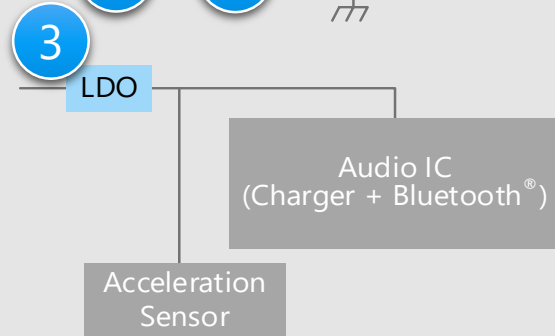 3
LDO
Audio IC
(Charger + Bluetooth®)
Acceleration
Sensor